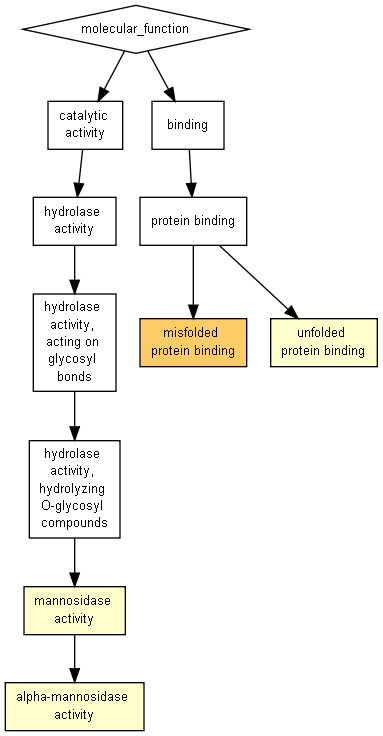 molecular_function
catalytic
activity
binding
hydrolase
activity
protein binding
hydrolase
activity,
acting on
glycosyl
bonds
misfolded
protein binding
unfolded
protein binding
hydrolase
activity,
hydrolyzing
O-glycosyl
compounds
mannosidase
activity
alpha-mannosidase
activity